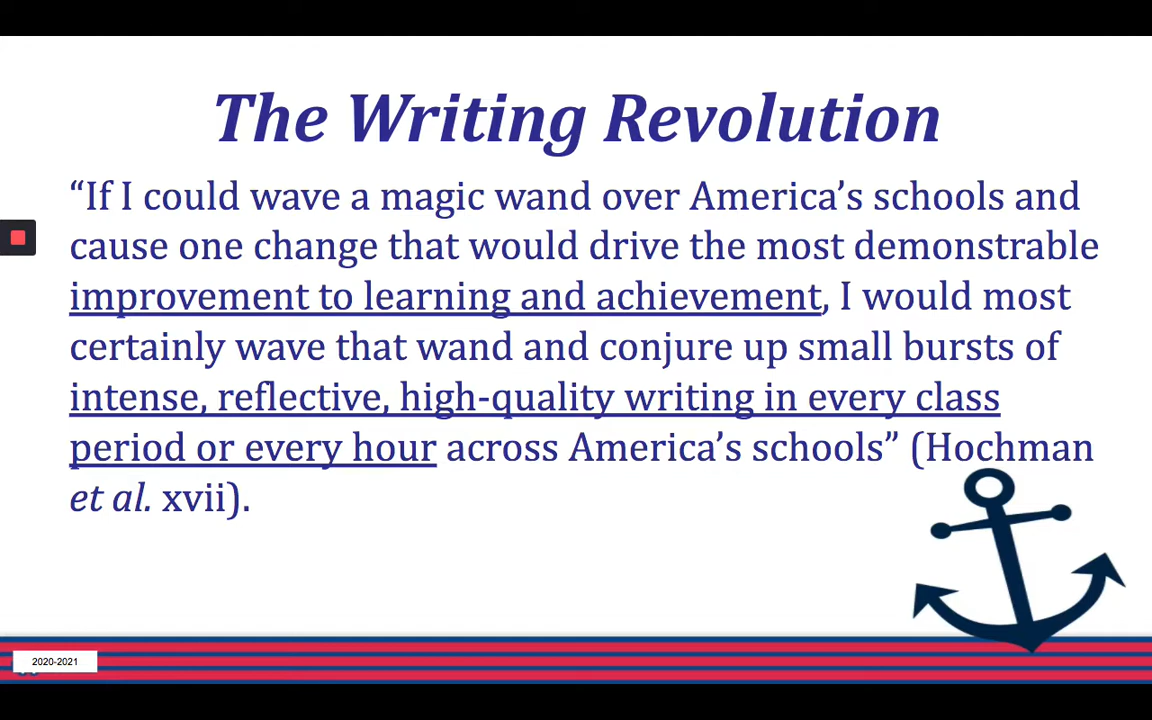 The Writing Revolution
“If I could wave a magic wand over America’s schools and
cause one change that would drive the most demonstrable
improvement to learning and achievement, I would most
certainly wave that wand and conjure up small bursts of
intense, reflective, high-quality writing in every class
period or every hour across America’s schools” (Hochman
et al. xvii).
2020-2021